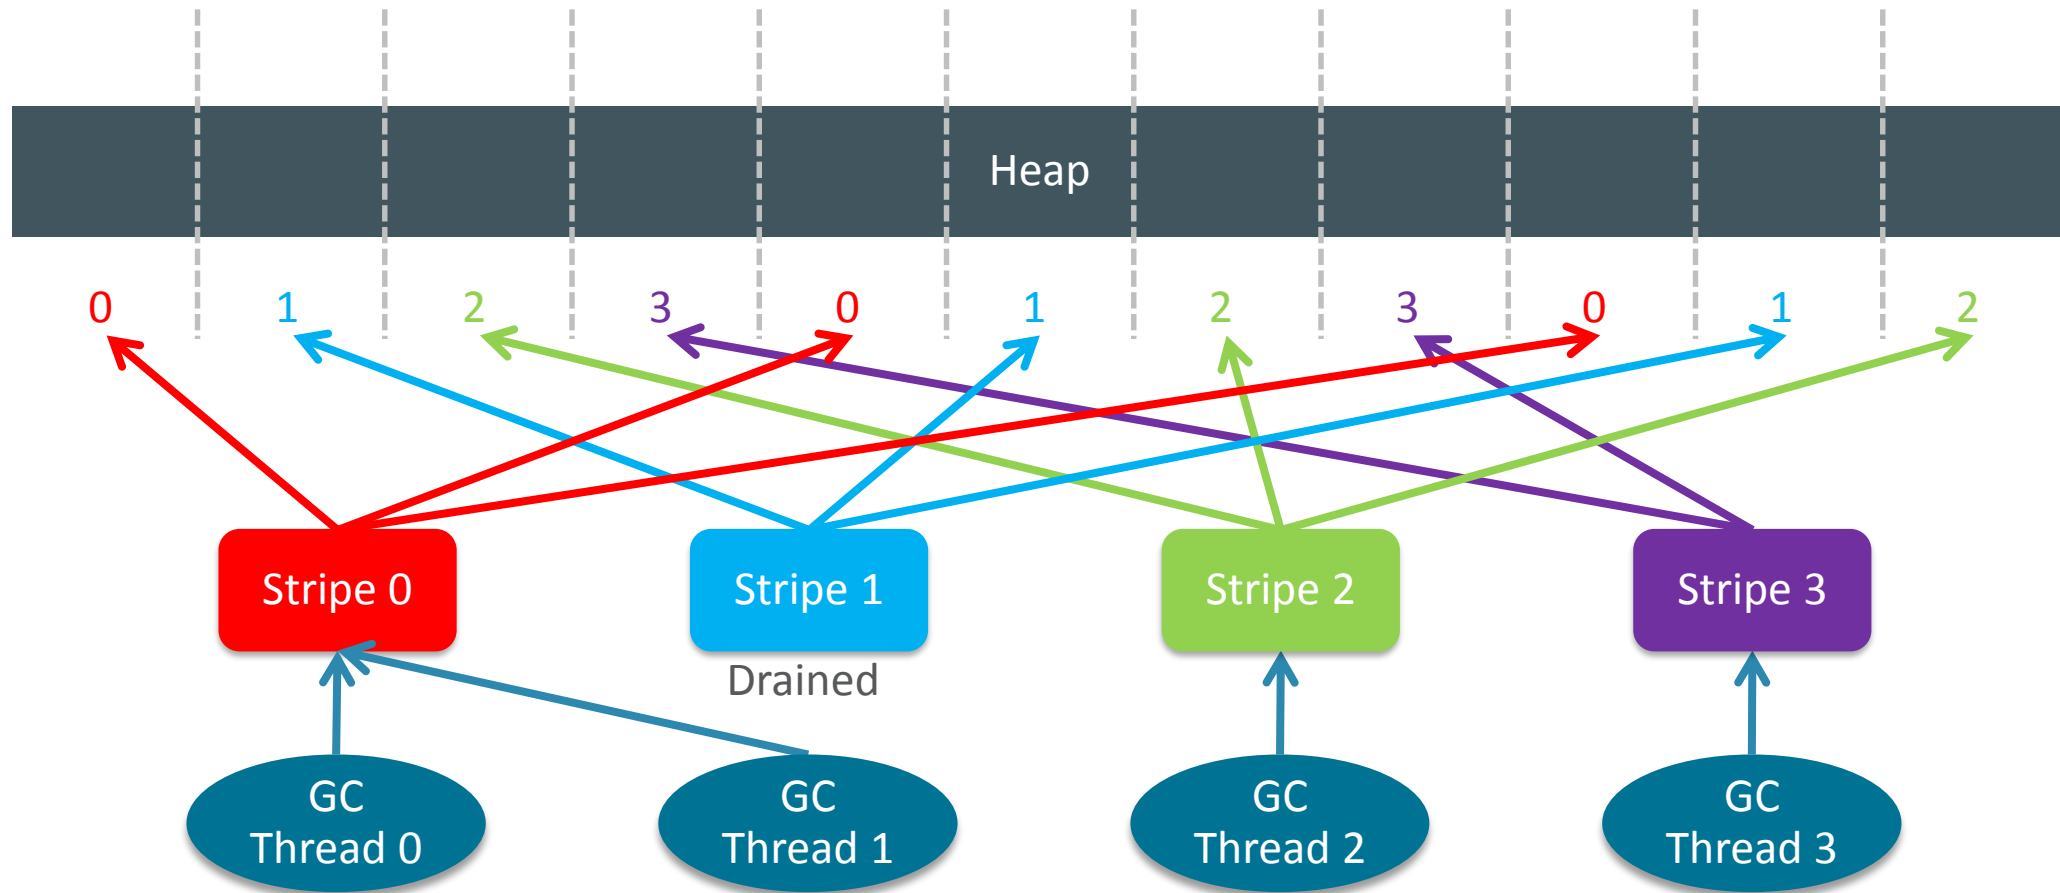 Heap
0 1 2 3 0 1 2 3 0 1 2
Stripe 0 Stripe 1 Stripe 2 Stripe 3
Drained
GC GC GC GC
Thread 0 Thread 1 Thread 2 Thread 3